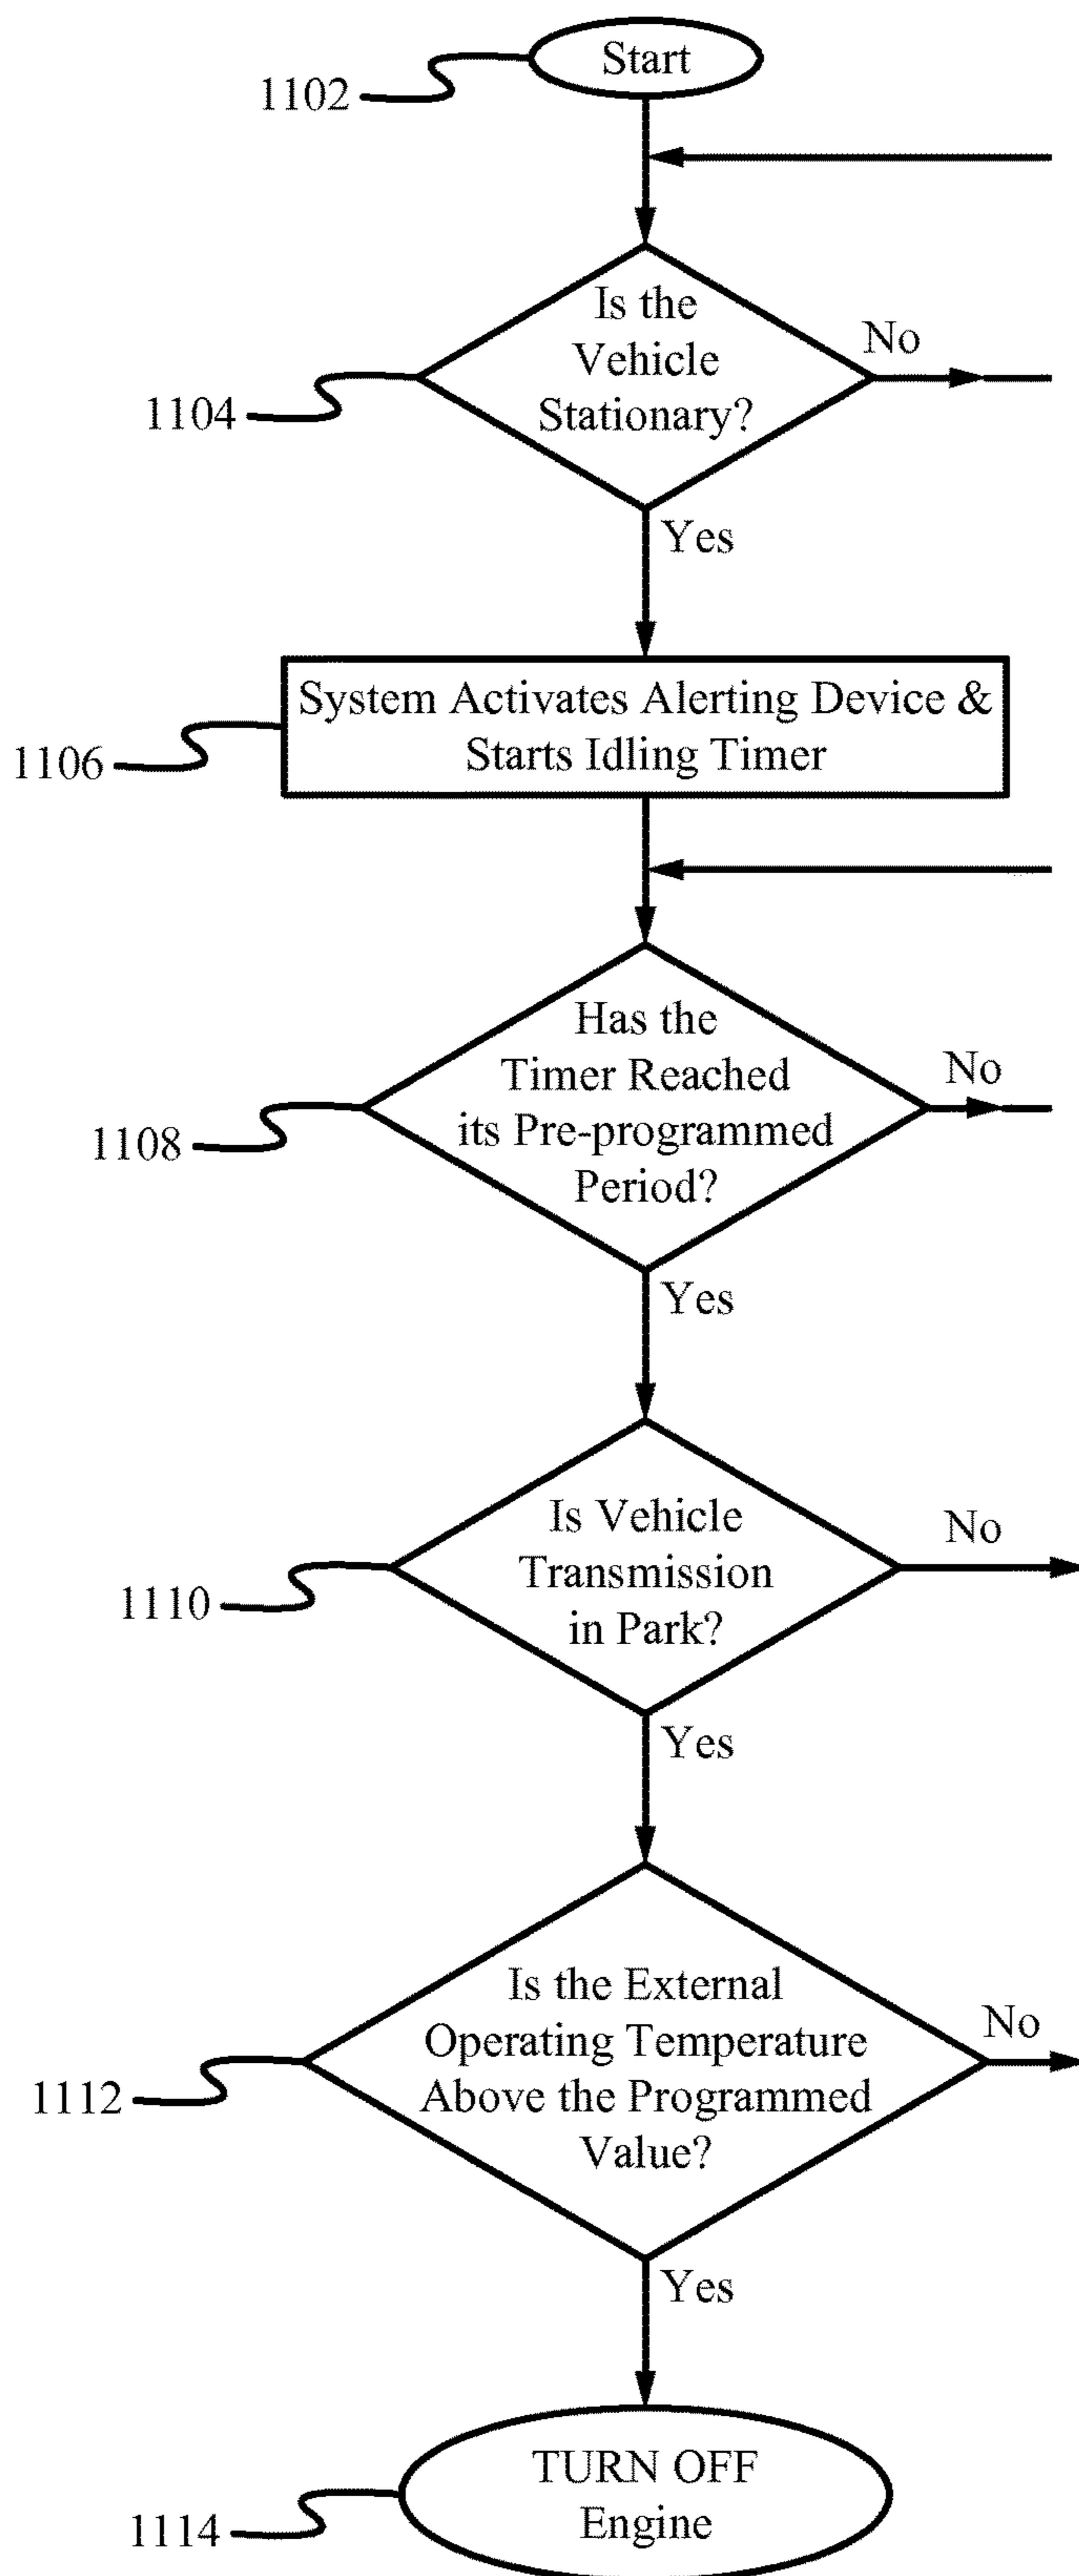 Start
1102
Is the
Vehicle
Stationary?
No
1104
Yes
System Activates Alerting Device &
Starts Idling Timer
1106
Has the
Timer Reached
its Pre-programmed
Period?
No
1108
Yes
Is Vehicle
Transmission
in Park?
No
1110
Yes
Is the External
Operating Temperature
Above the Programmed
Value?
No
1112
Yes
TURN OFF
Engine
1114